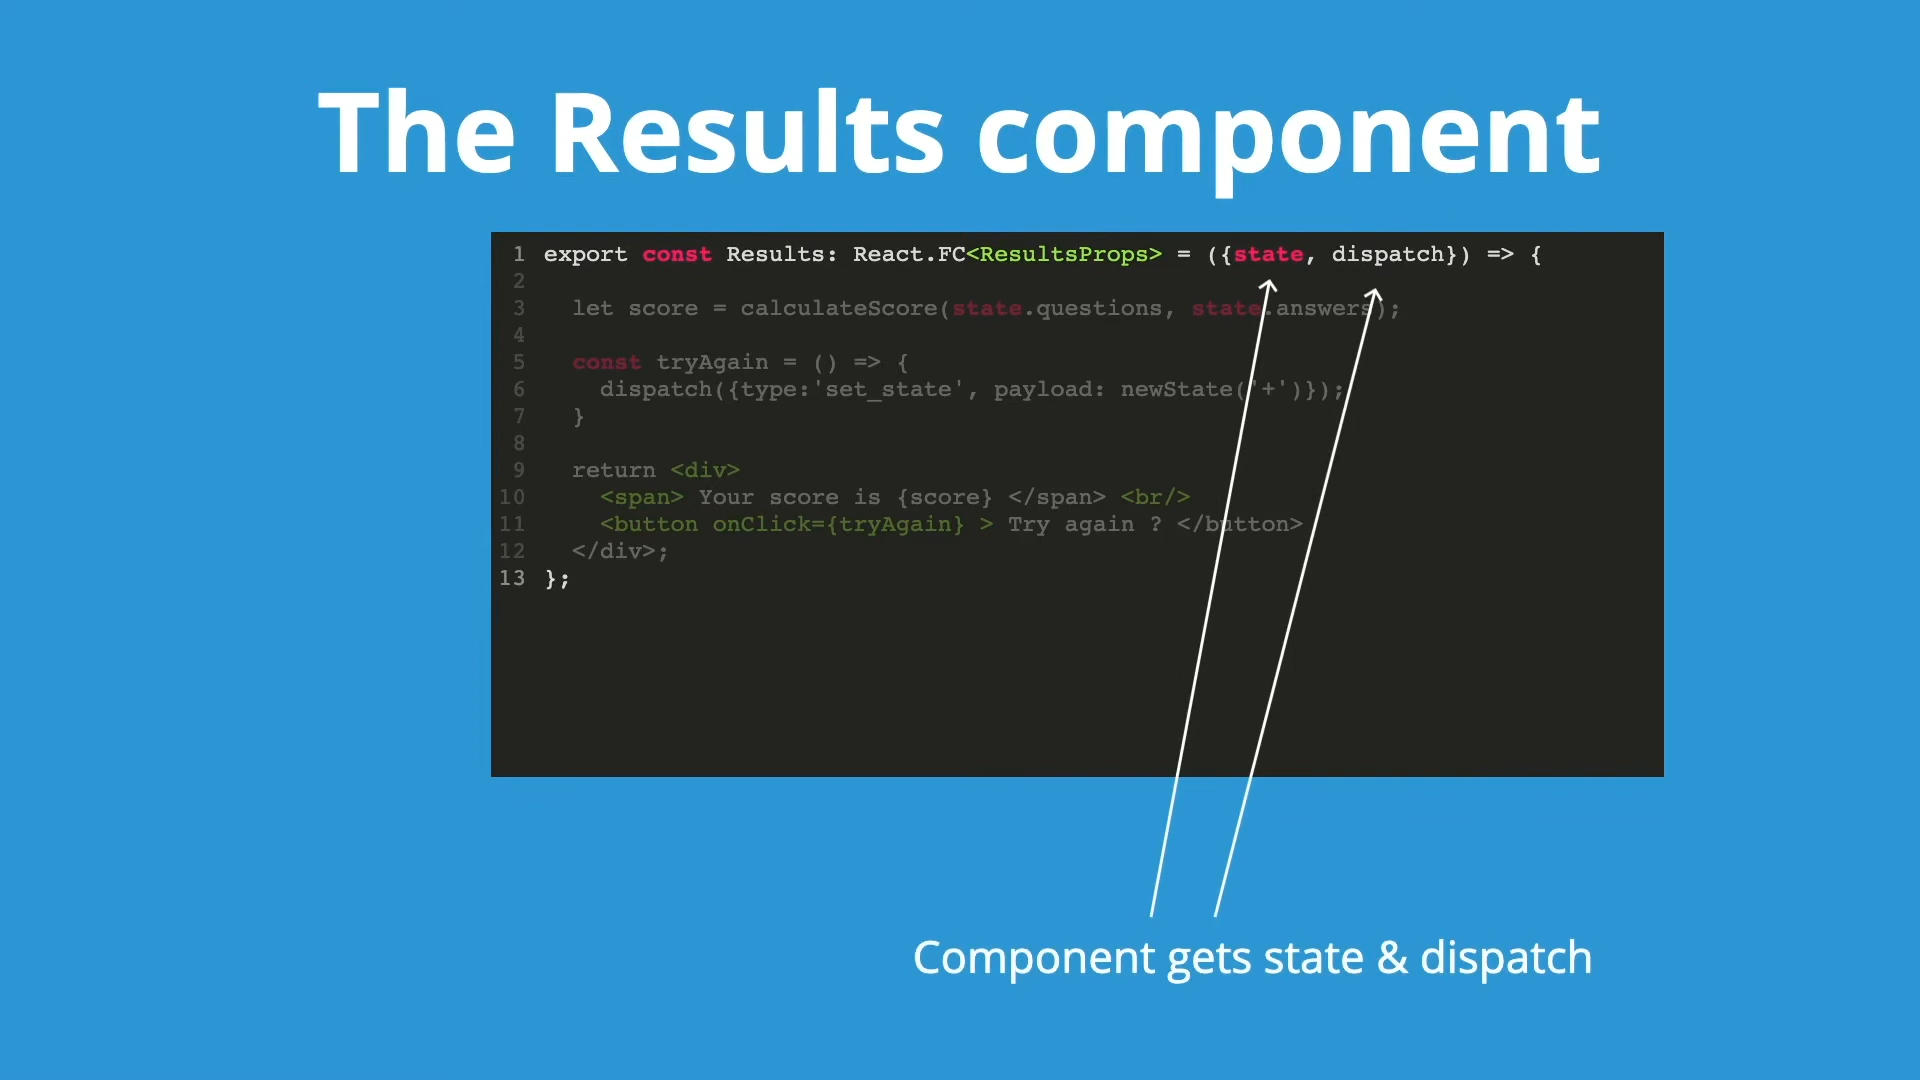 The Results component
1 export const Results: React.FC<ResultsProps> = ({state, dispatch}) => {
2
3 let score = calculateScore(state.questions, state.answers);
4
5 const tryAgain = () => {
6 dispatch({type:'set_state', payload: newState('+')});
7 }
8
9 return <div>
10 <span> Your score is {score} </span> <br/>
11 <button onClick={tryAgain} > Try again ? </button>
12 </div>;
13 };
Component gets state & dispatch